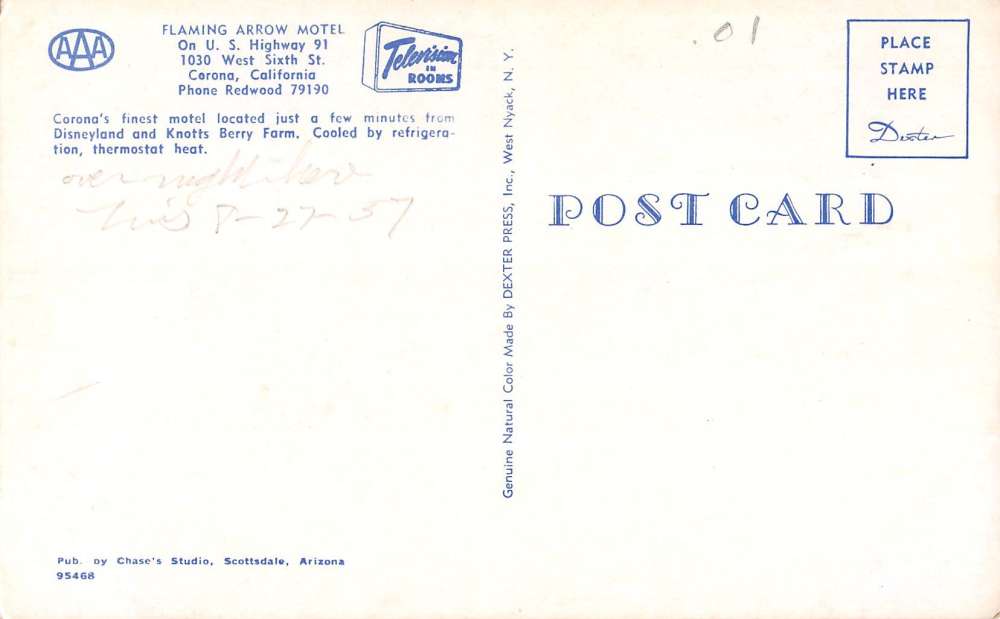 AAA
FLAMING ARROW MOTEL
On U. S. Highway 91
1030 West Sixth St.
Corona, California
Phone Redwood 79190
Television
IN
ROOMS
Corona's finest motel located just a few minutes from
Disneyland and Knotts Berry Farm. Cooled by refrigera-
tion, thermostat heat.
over night here
8-27-57
Pub. by Chase's Studio, Scottsdale, Arizona
95468
Genuine Natural Color Made By DEXTER PRESS, Inc., West Nyack, N. Y.
.01
PLACE
STAMP
HERE
Dexter
POST CARD